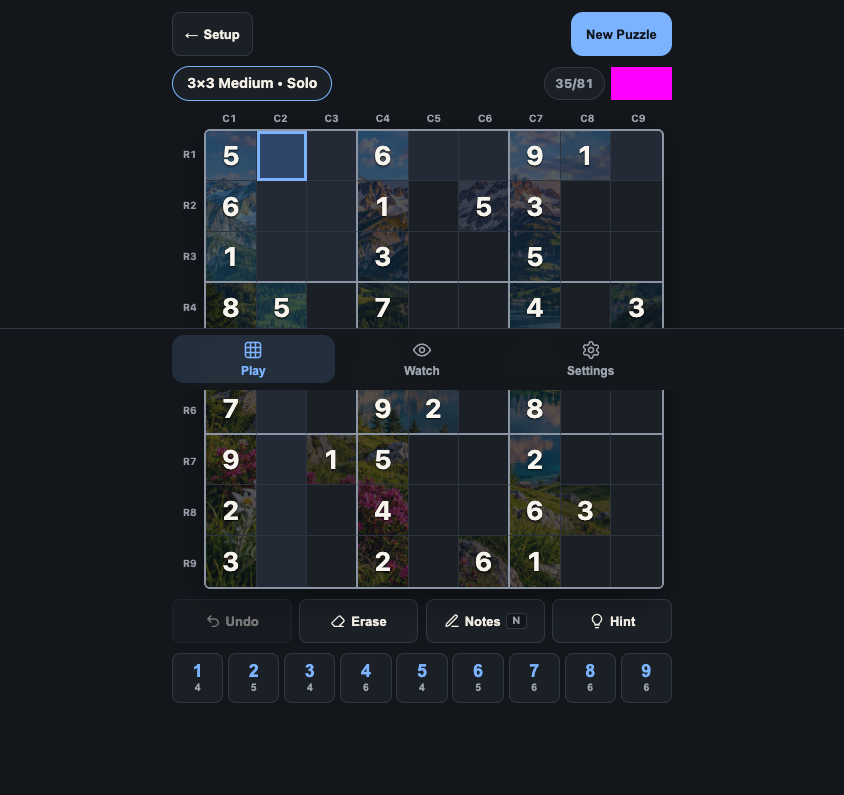 ← Setup New Puzzle
3×3 Medium • Solo 35/81
C1 C2 C3 C4 C5 C6 C7 C8 C9
R1 5 6 9 1
R2 6 1 5 3
R3 1 3 5
R4 8 5 7 4 3
Play Watch Settings
R6 7 9 2 8
R7 9 1 5 2
R8 2 4 6 3
R9 3 2 6 1
Undo Erase Notes N Hint
1 2 3 4 5 6 7 8 9
4 5 4 6 4 5 6 6 6